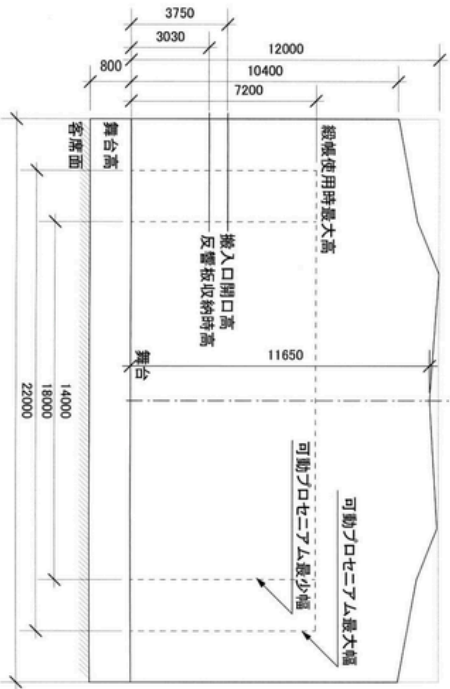 3750
3030
12000
800
10400
7200
舞台高
客席面
緞帳使用時最大高
搬入口開口高
反響板収納時高
舞台
11650
14000
18000
22000
可動プロセニアム最少幅
可動プロセニアム最大幅